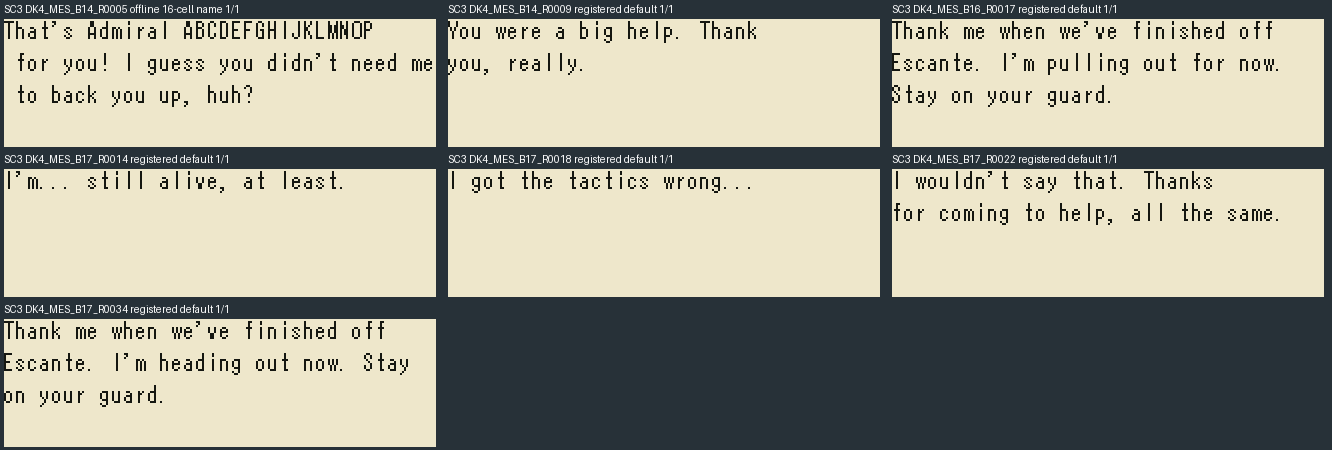 SC3 DK4_MES_B14_R0005 offline 16-cell name 1/1
That's Admiral ABCDEFGHIJKLMNOP
for you! I guess you didn't need me
to back you up, huh?
SC3 DK4_MES_B14_R0009 registered default 1/1
You were a big help. Thank
you, really.
SC3 DK4_MES_B16_R0017 registered default 1/1
Thank me when we've finished off
Escante. I'm pulling out for now.
Stay on your guard.
SC3 DK4_MES_B17_R0014 registered default 1/1
I'm... still alive, at least.
SC3 DK4_MES_B17_R0018 registered default 1/1
I got the tactics wrong...
SC3 DK4_MES_B17_R0022 registered default 1/1
I wouldn't say that. Thanks
for coming to help, all the same.
SC3 DK4_MES_B17_R0034 registered default 1/1
Thank me when we've finished off
Escante. I'm heading out now. Stay
on your guard.